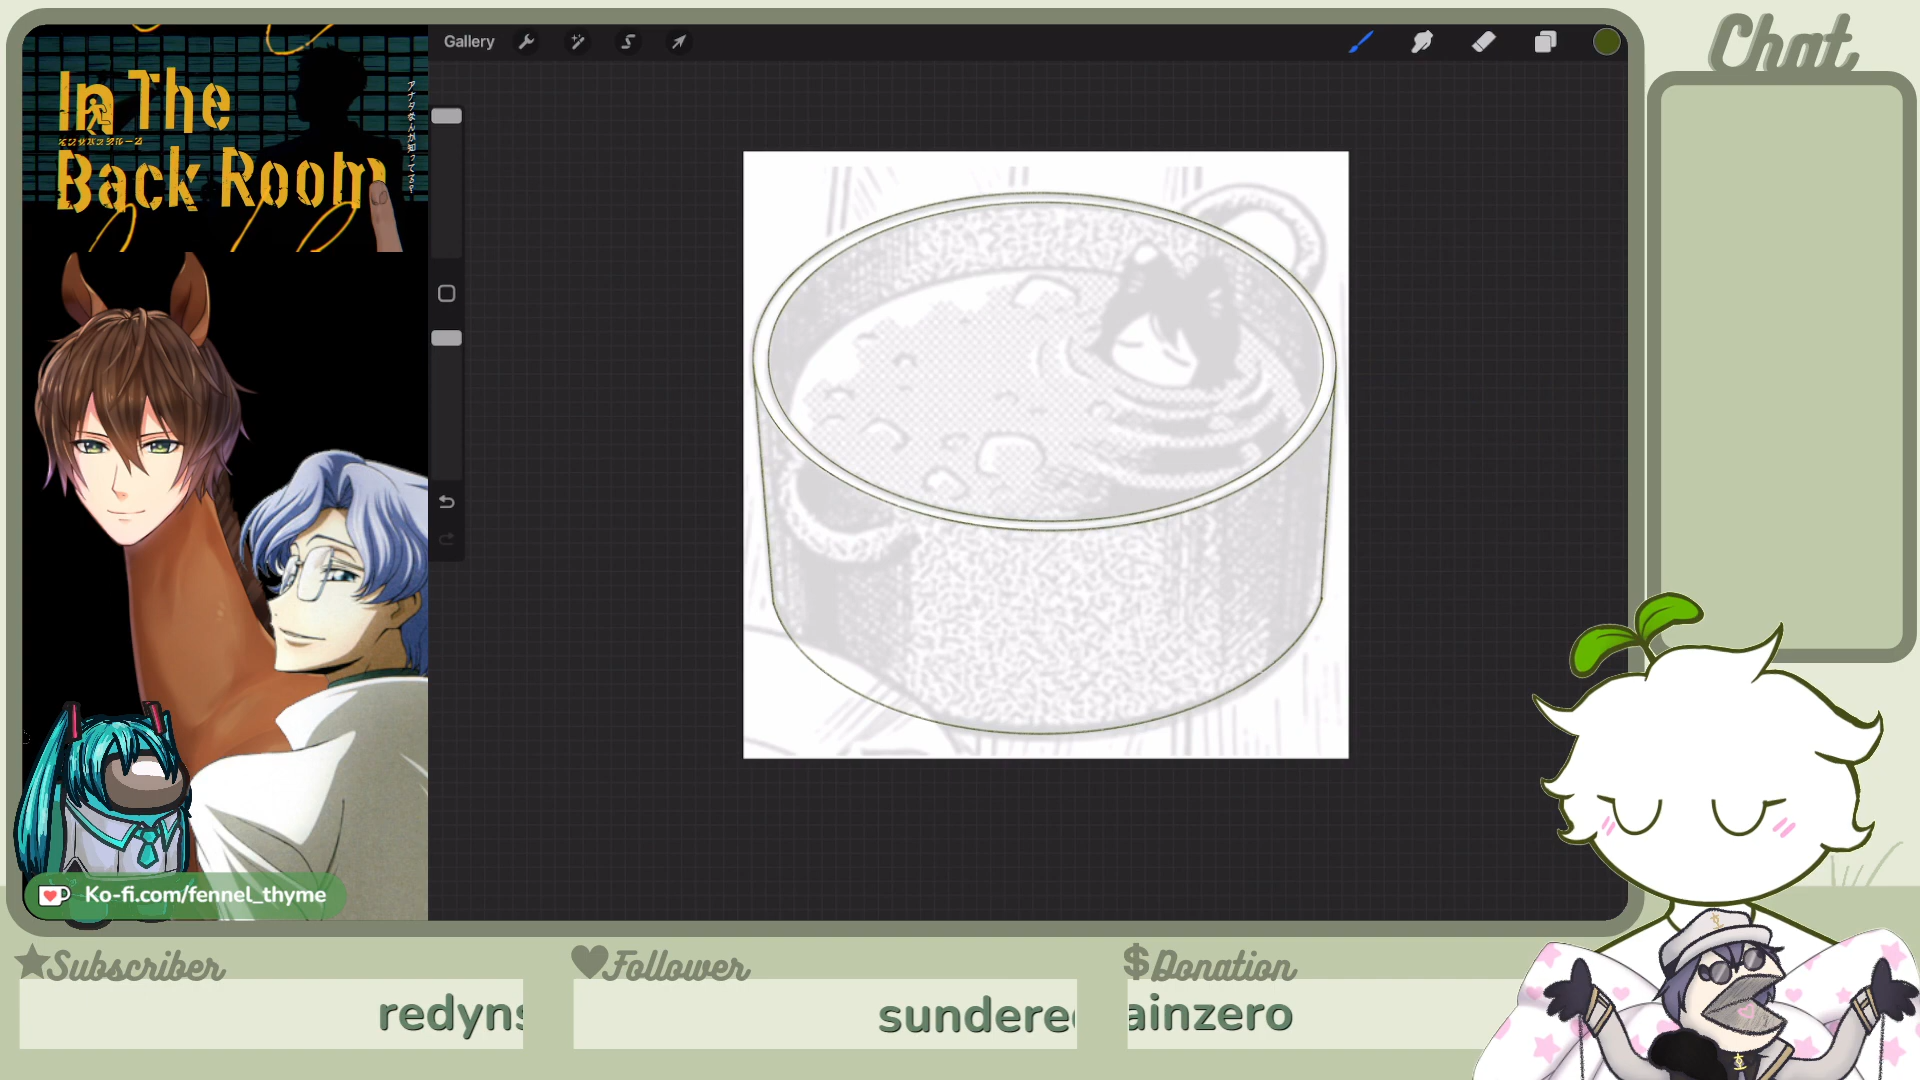 Gallery
Chat
In The
Back Room
Ko-fi.com/fennel_thyme
Subscriber
Follower
Donation
redyns
sundere
ainzero